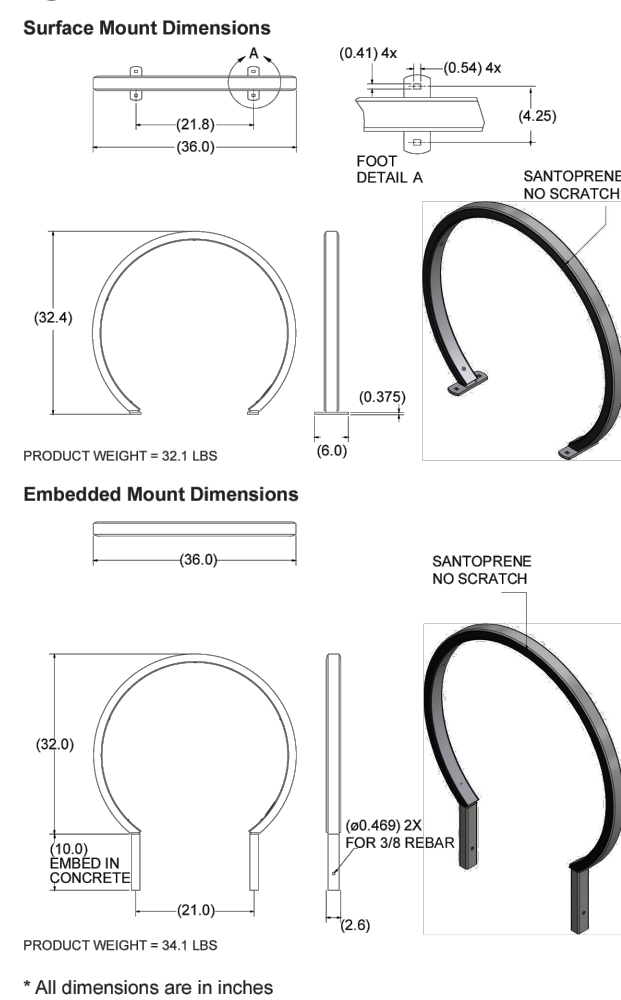 Surface Mount Dimensions
A
(0.41) 4x
(0.54) 4x
(21.8)
(36.0)
(4.25)
FOOT
DETAIL A
SANTOPRENE
NO SCRATCH
(32.4)
(0.375)
(6.0)
PRODUCT WEIGHT = 32.1 LBS
Embedded Mount Dimensions
(36.0)
SANTOPRENE
NO SCRATCH
(32.0)
(ø0.469) 2X
FOR 3/8 REBAR
(10.0)
EMBED IN
CONCRETE
(21.0)
(2.6)
PRODUCT WEIGHT = 34.1 LBS
* All dimensions are in inches